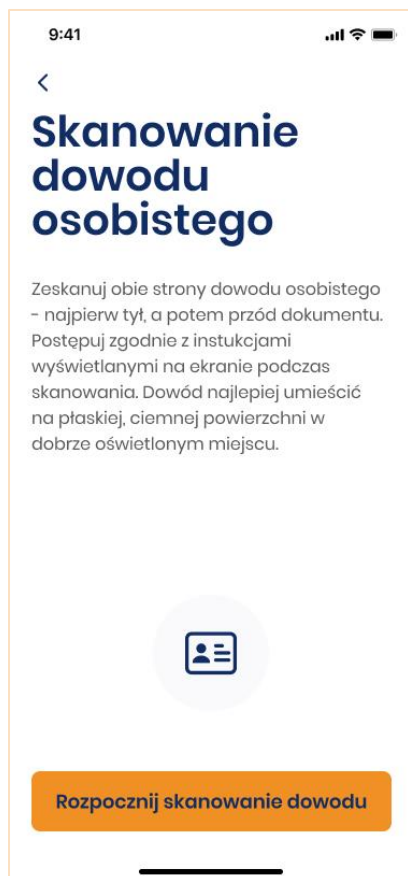 9:41
Skanowanie
dowodu
osobistego
Zeskanuj obie strony dowodu osobistego
- najpierw tył, a potem przód dokumentu.
Postępuj zgodnie z instukcjami
wyświetlanymi na ekranie podczas
skanowania. Dowód najlepiej umieścić
na płaskiej, ciemnej powierzchni w
dobrze oświetlonym miejscu.
Rozpocznij skanowanie dowodu